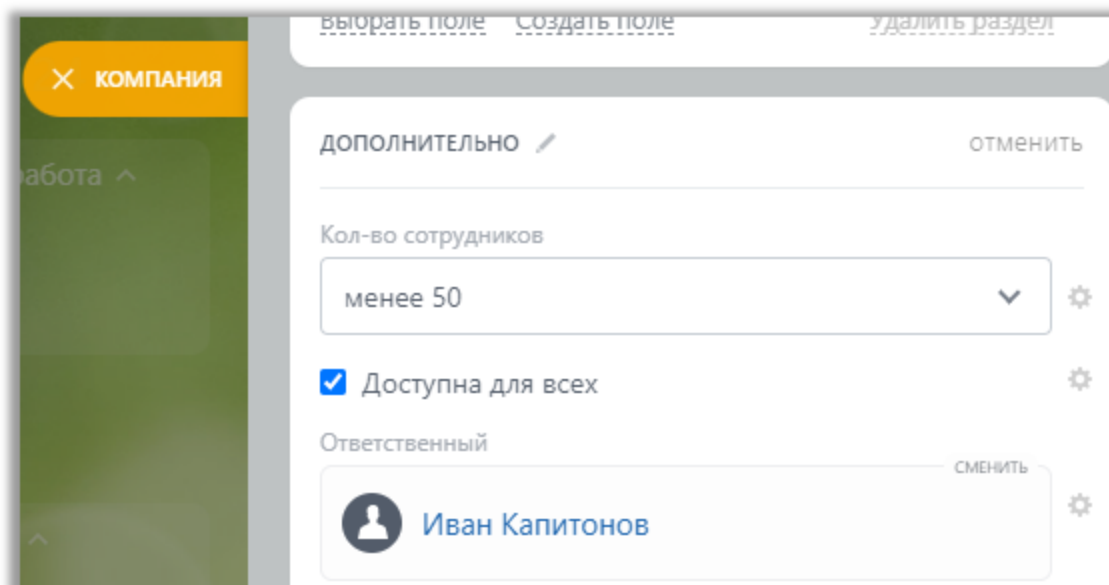 Выбрать поле Создать поле Удалить раздел
КОМПАНИЯ
ДОПОЛНИТЕЛЬНО отменить
работа
Кол-во сотрудников
менее 50
Доступна для всех
Ответственный
СМЕНИТЬ
Иван Капитонов